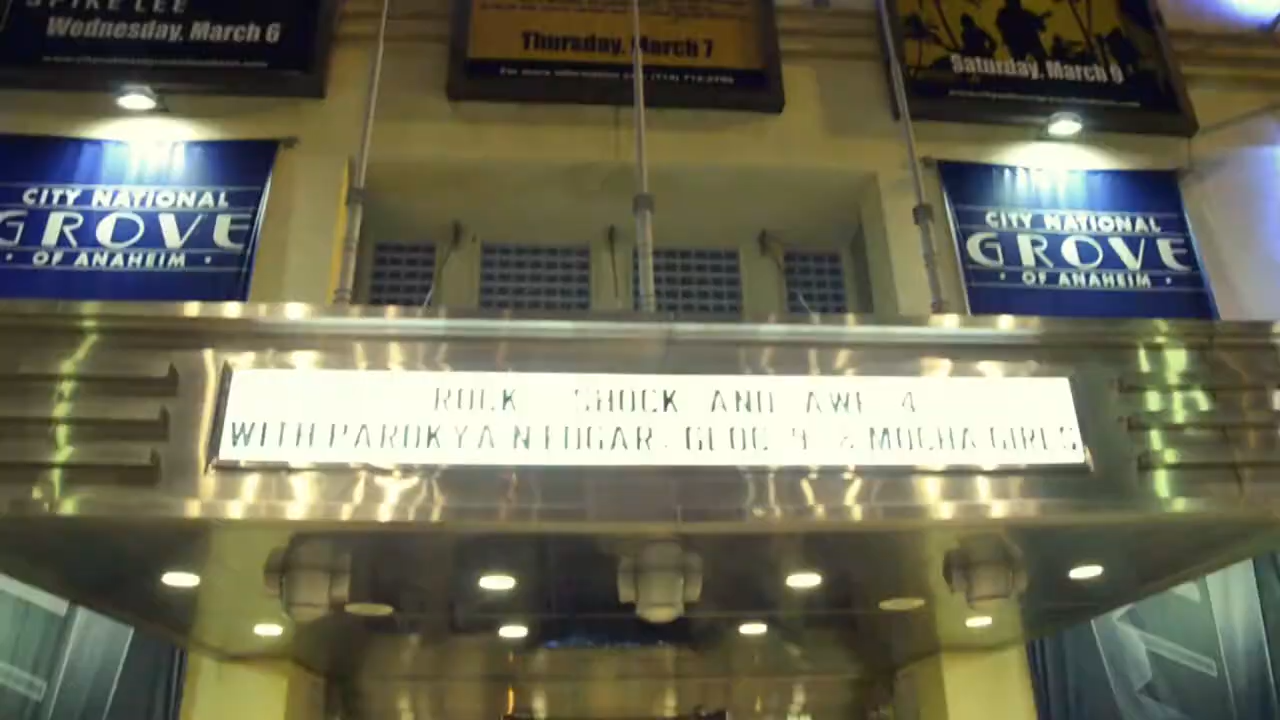 SPIKE LEE
Wednesday, March 6
Thursday, March 7
Saturday, March 9
CITY NATIONAL
GROVE
• OF ANAHEIM •
CITY NATIONAL
GROVE
• OF ANAHEIM •
ROCK SHOCK AND AWE 4
WITH PAROKYA N EDGAR, GLOC 9 & MOCHA GIRLS